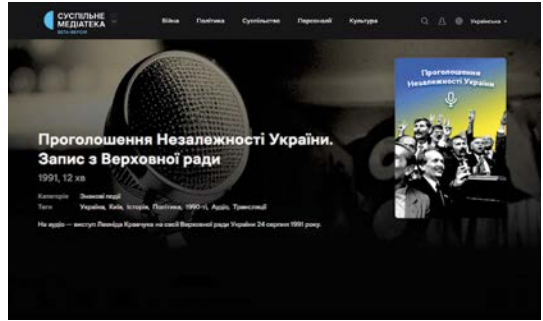 СУСПІЛЬНЕ
МЕДІАТЕКА
БЕТА-ВЕРСІЯ
Війна Політика Суспільство Персоналії Культура Українська
Проголошення Незалежності України.
Запис з Верховної ради
1991, 12 хв
Категорія Знакові події
Теги Україна, Київ, Історія, Політика, 1990-ті, Аудіо, Трансляції
На аудіо — виступ Леоніда Кравчука на сесії Верховної ради України 24 серпня 1991 року.
Проголошення
Незалежності України